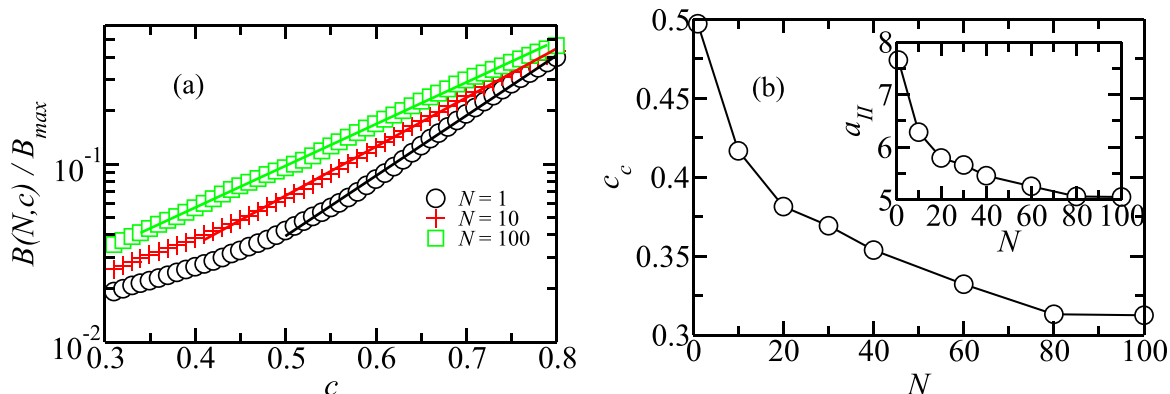 (a)
B(N,c) / B_max
10^-1
10^-2
N = 1
N = 10
N = 100
0.3 0.4 0.5 0.6 0.7 0.8
c
(b)
c_c
0.5
0.45
0.4
0.35
0.3
0 20 40 60 80 100
N
a_II
8
7
6
5
0 20 40 60 80 100
N